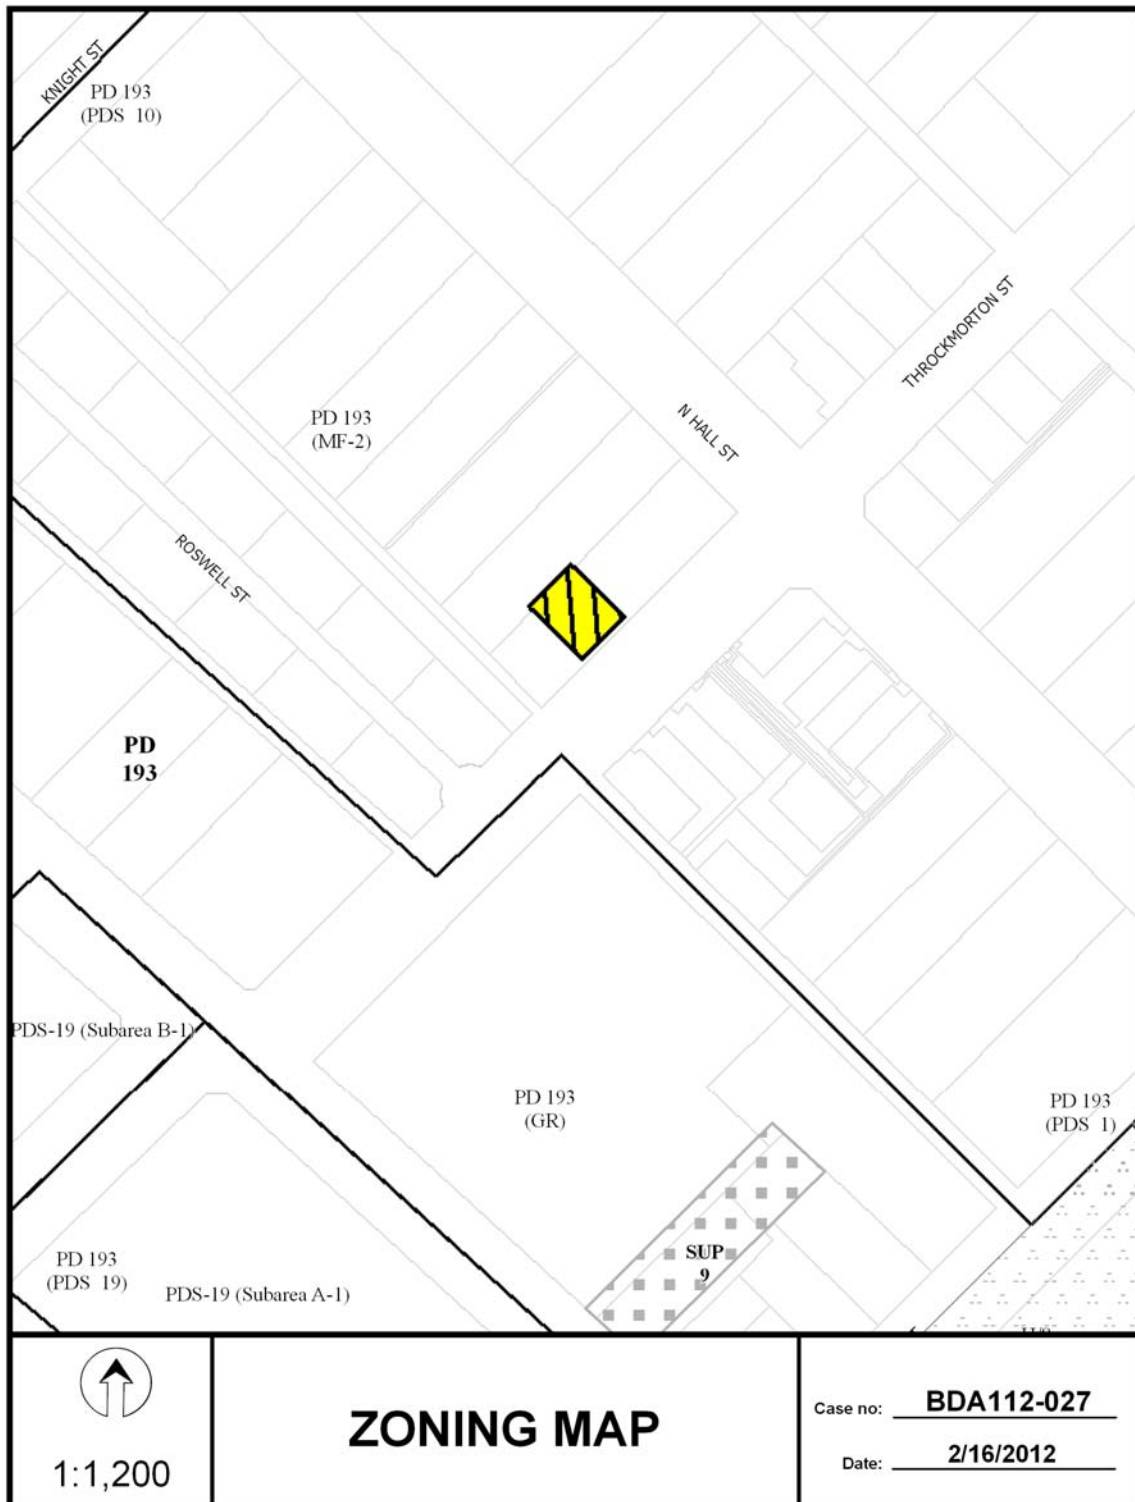 KNIGHT ST
PD 193
(PDS 10)
THROCKMORTON ST
PD 193
(MF-2)
N HALL ST
ROSWELL ST
PD
193
PDS-19 (Subarea B-1)
PD 193
(GR)
PD 193
(PDS 1)
SUP
9
PD 193
(PDS 19)
PDS-19 (Subarea A-1)
1:1,200
ZONING MAP
Case no: BDA112-027
Date: 2/16/2012